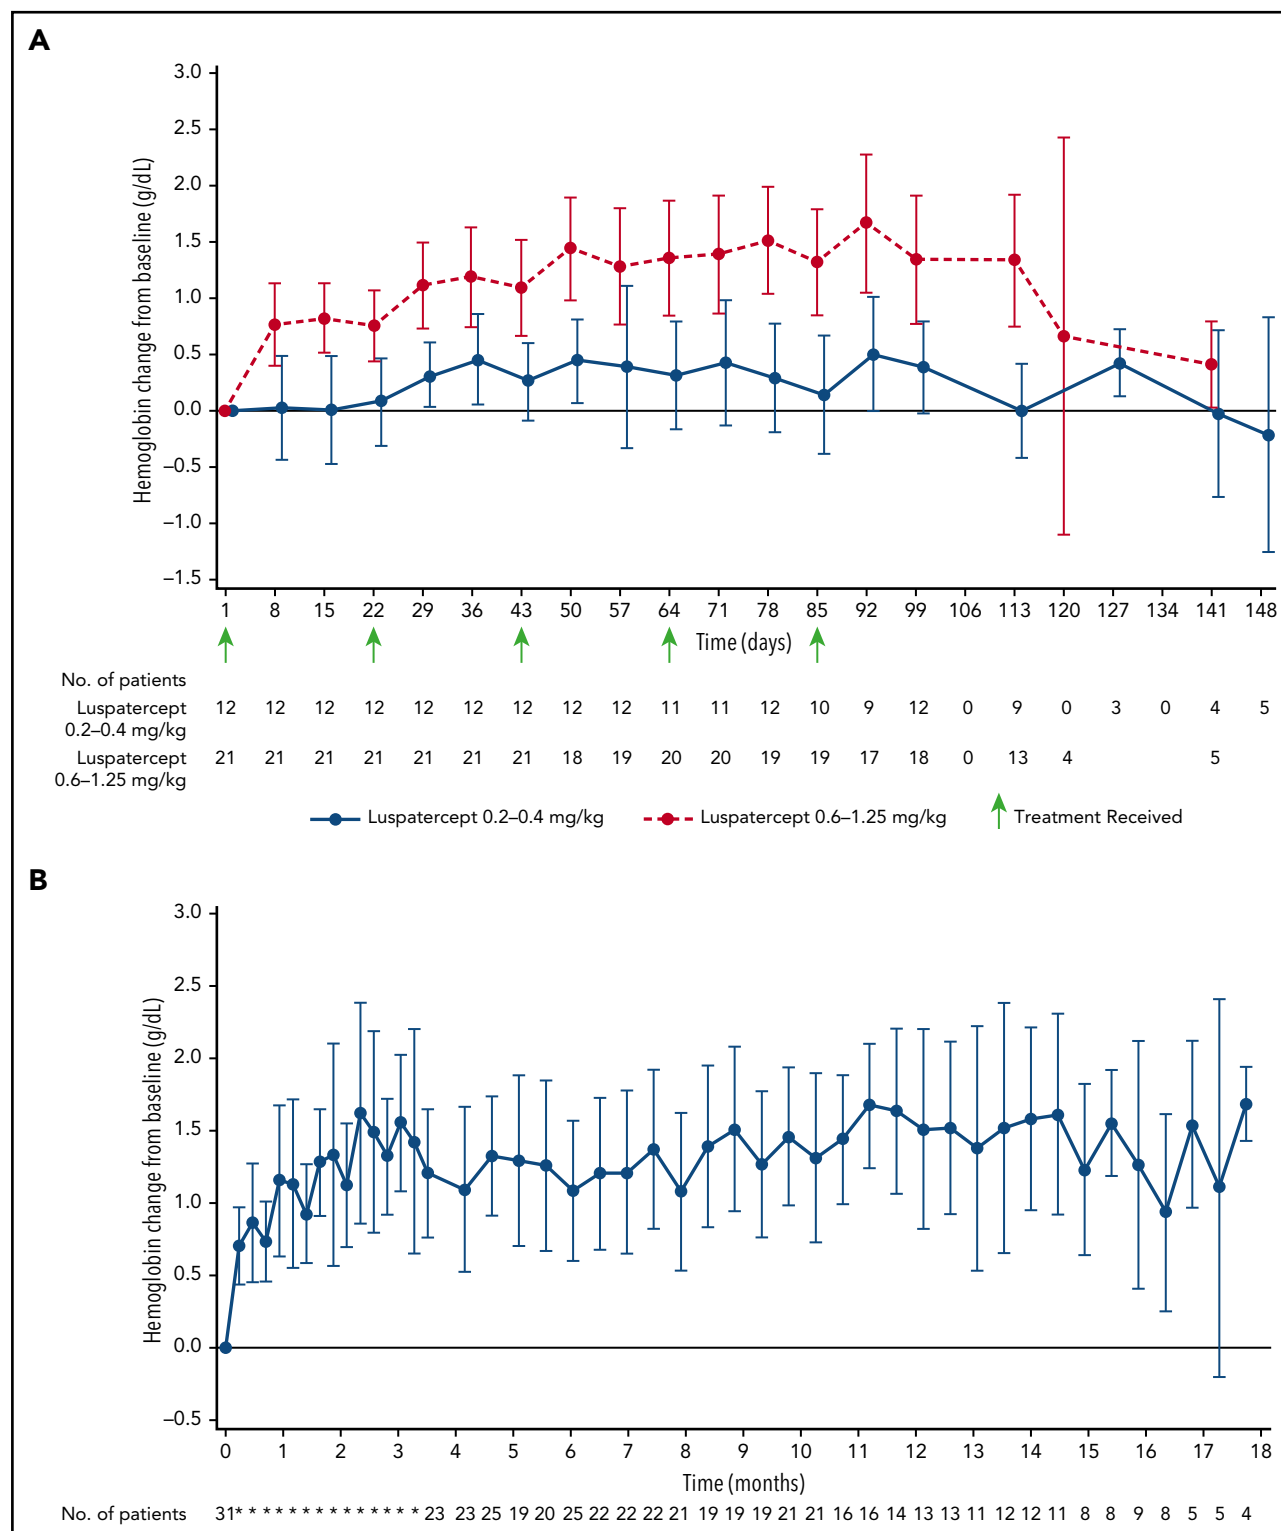 A
3.0
2.5
2.0
1.5
1.0
0.5
0.0
–0.5
–1.0
–1.5
Hemoglobin change from baseline (g/dL)
1 8 15 22 29 36 43 50 57 64 71 78 85 92 99 106 113 120 127 134 141 148
Time (days)
No. of patients
Luspatercept 12 12 12 12 12 12 12 12 12 11 11 12 10 9 12 0 9 0 3 0 4 5
0.2–0.4 mg/kg
Luspatercept 21 21 21 21 21 21 21 18 19 20 20 19 19 17 18 0 13 4 5
0.6–1.25 mg/kg
Luspatercept 0.2–0.4 mg/kg Luspatercept 0.6–1.25 mg/kg Treatment Received
B
3.0
2.5
2.0
1.5
1.0
0.5
0.0
–0.5
Hemoglobin change from baseline (g/dL)
0 1 2 3 4 5 6 7 8 9 10 11 12 13 14 15 16 17 18
Time (months)
No. of patients 31 * * * * * * * * * * * * * * 23 23 25 19 20 25 22 22 22 21 19 19 19 21 21 16 16 14 13 13 11 12 12 11 8 8 9 8 5 5 4